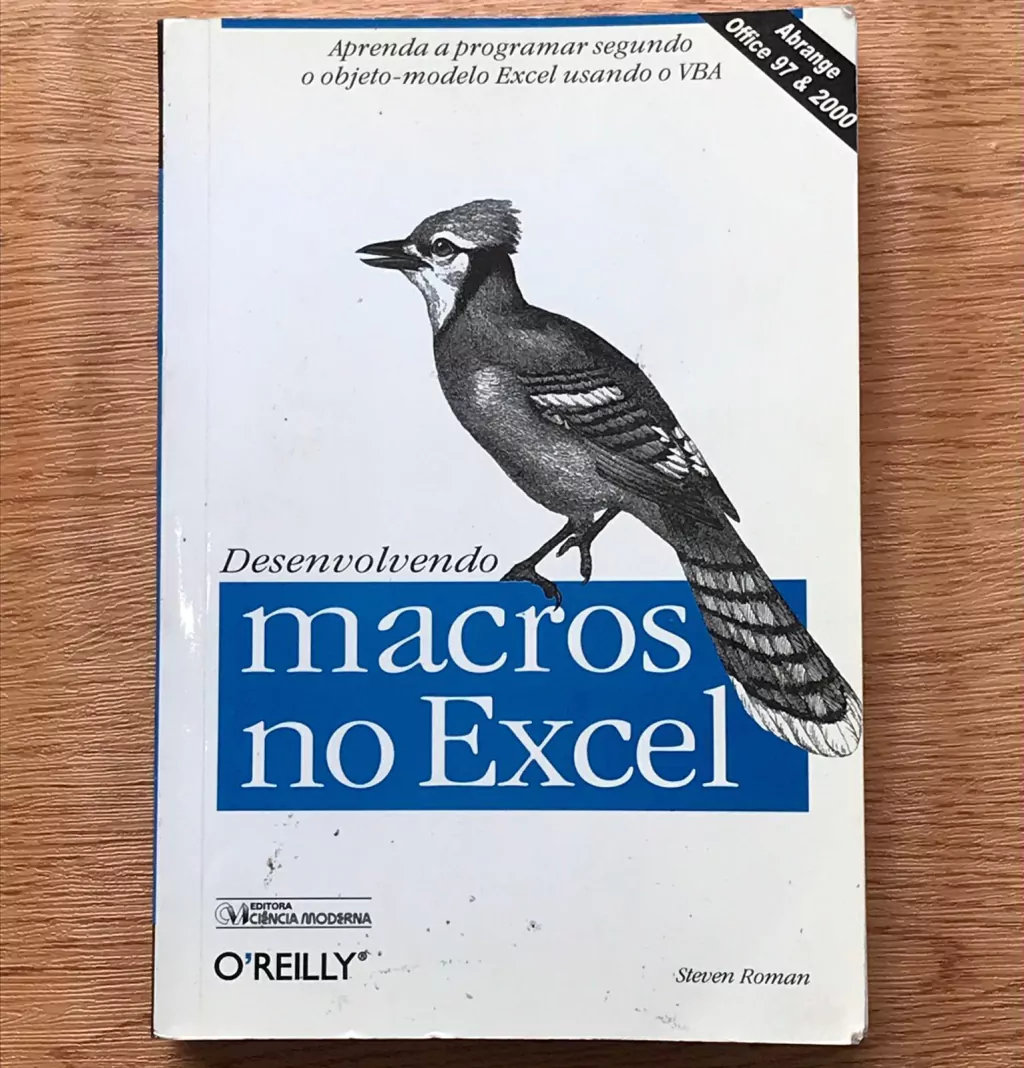 Aprenda a programar segundo
o objeto-modelo Excel usando o VBA
Abrange
Office 97 & 2000
Desenvolvendo
macros
no Excel
EDITORA
CIÊNCIA MODERNA
O'REILLY®
Steven Roman